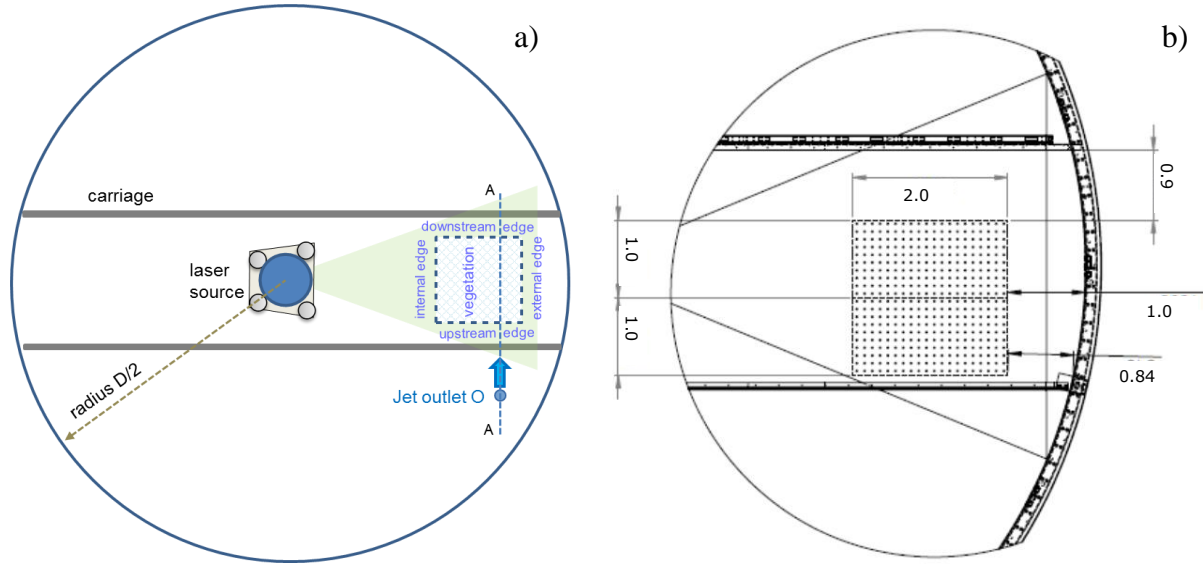 a)
carriage
A
downstream edge
laser
source
internal edge
vegetation
external edge
upstream edge
radius D/2
Jet outlet O
A
b)
0.9
2.0
1.0
1.0
1.0
0.84